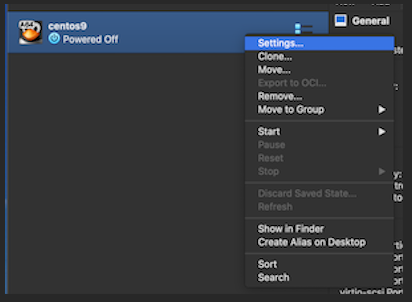 centos9
General
Powered Off
Settings...
Clone...
Move...
Export to OCI...
Remove...
Move to Group
Start
Pause
Reset
Stop
Discard Saved State...
Refresh
Show in Finder
Create Alias on Desktop
Sort
Search
virtio-scsi Port